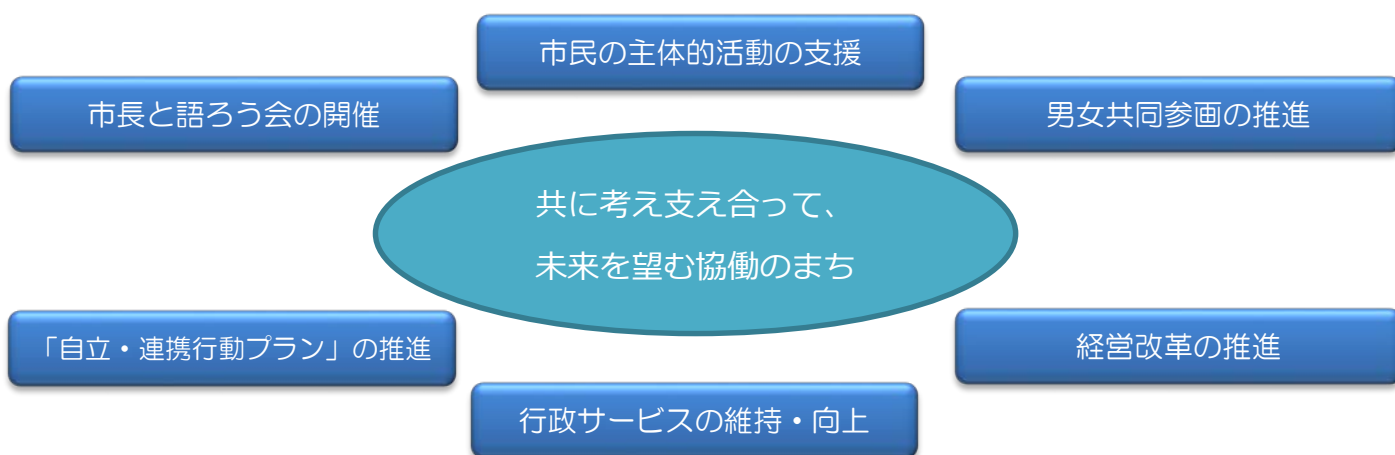 市民の主体的活動の支援
市長と語ろう会の開催
男女共同参画の推進
共に考え支え合って、
未来を望む協働のまち
「自立・連携行動プラン」の推進
経営改革の推進
行政サービスの維持・向上